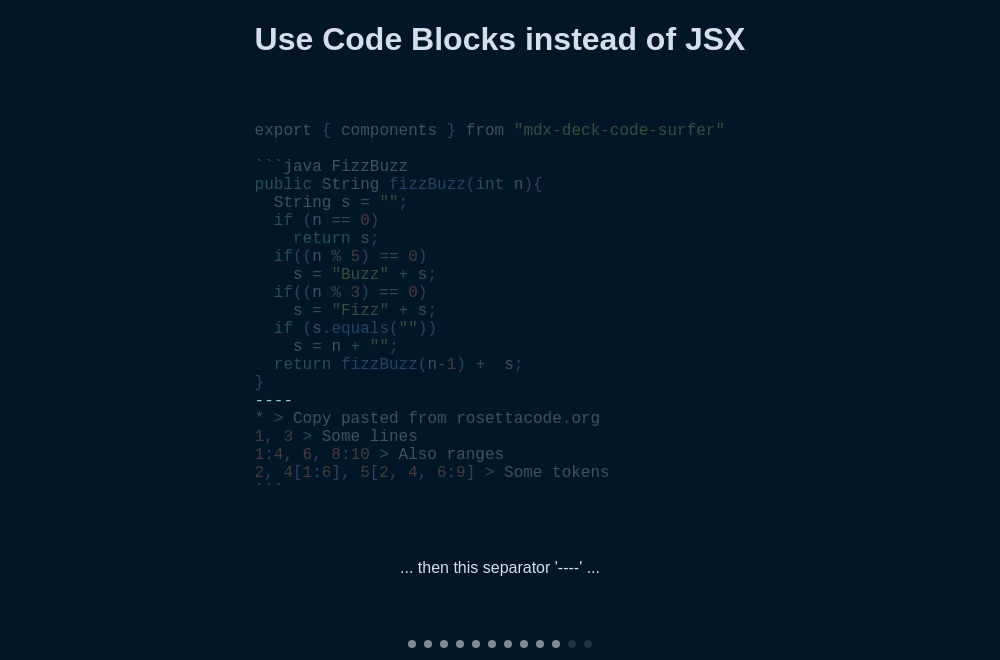 Use Code Blocks instead of JSX
export { components } from "mdx-deck-code-surfer"
```java FizzBuzz
public String fizzBuzz(int n){
  String s = "";
  if (n == 0)
    return s;
  if((n % 5) == 0)
    s = "Buzz" + s;
  if((n % 3) == 0)
    s = "Fizz" + s;
  if (s.equals(""))
    s = n + "";
  return fizzBuzz(n-1) +  s;
}
----
* > Copy pasted from rosettacode.org
1, 3 > Some lines
1:4, 6, 8:10 > Also ranges
2, 4[1:6], 5[2, 4, 6:9] > Some tokens
```
... then this separator '----' ...